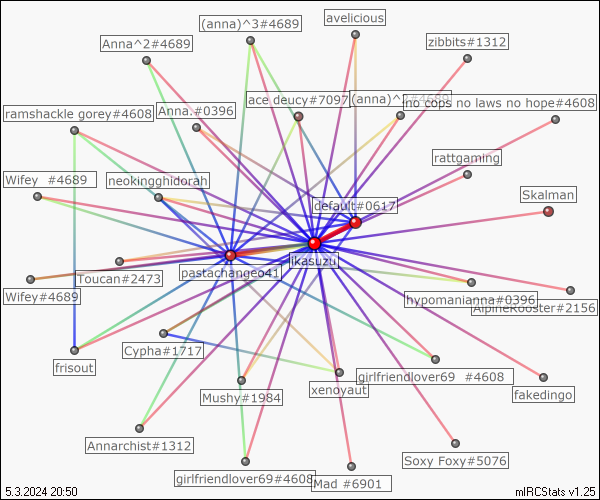 avelicious
(anna)^3#4689
Anna^2#4689
zibbits#1312
ace deucy#7097
(anna)^
no cops no laws no hope#4608
ramshackle gorey#4608
Anna.#0396
rattgaming
Wifey #4689
neokingghidorah
Skalman
default#0617
ikasuzu
pastachangeo41
Toucan#2473
Wifey#4689
hypomanianna#0396
AlpineRooster#2156
Cypha#1717
frisout
girlfriendlover69 #4608
xenoyaut
Mushy#1984
fakedingo
Annarchist#1312
Soxy Foxy#5076
girlfriendlover69#4608
Mad #6901
5.3.2024 20:50
mIRCStats v1.25